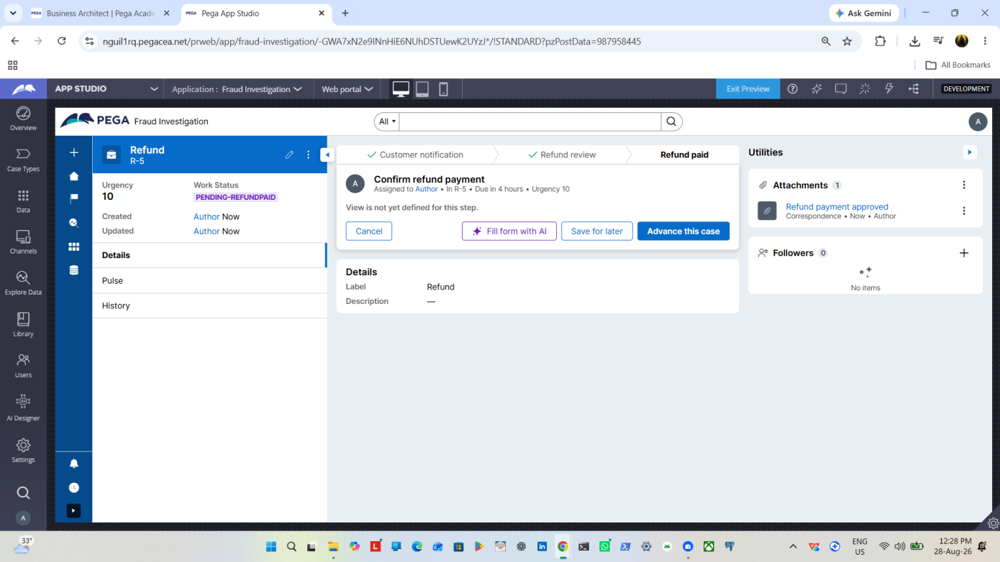 Business Architect | Pega Acade
Pega App Studio
Ask Gemini
nguil1rq.pegacea.net/prweb/app/fraud-investigation/-GWA7xN2e9INnHiE6NUhDSTUewK2UYzJ*/!STANDARD?pzPostData=987958445
All Bookmarks
APP STUDIO
Application : Fraud Investigation
Web portal
Exit Preview
DEVELOPMENT
Overview
Case Types
Data
Channels
Explore Data
Library
Users
AI Designer
Settings
A
PEGA Fraud Investigation
All
A
Refund
R-5
Urgency
10
Work Status
PENDING-REFUNDPAID
Created
Author Now
Updated
Author Now
Details
Pulse
History
Customer notification
Refund review
Refund paid
A
Confirm refund payment
Assigned to Author • In R-5 • Due in 4 hours • Urgency 10
View is not yet defined for this step.
Cancel
Fill form with AI
Save for later
Advance this case
Details
Label
Refund
Description
—
Utilities
Attachments 1
Refund payment approved
Correspondence • Now • Author
Followers 0
No items
33°
ENG
US
12:28 PM
28-Aug-26